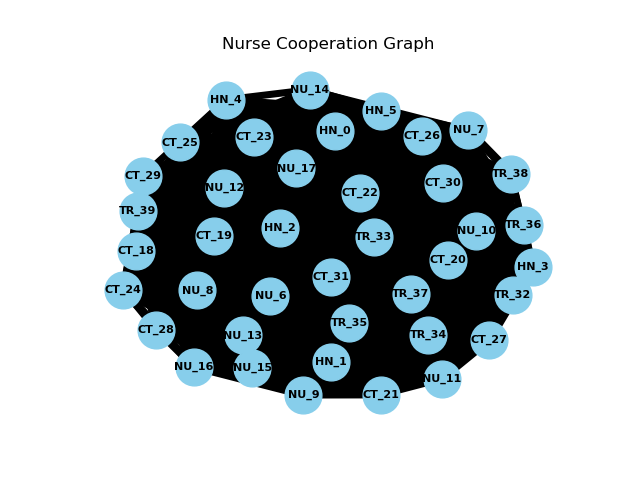 Nurse Cooperation Graph
NU_14
HN_4
HN_5
NU_7
HN_0
CT_26
CT_23
CT_25
NU_17
TR_38
CT_29
CT_30
NU_12
CT_22
TR_39
TR_36
HN_2
NU_10
CT_19
TR_33
CT_18
CT_20
HN_3
CT_31
CT_24
NU_8
NU_6
TR_37
TR_32
TR_35
CT_28
NU_13
TR_34
CT_27
HN_1
NU_16
NU_15
NU_11
NU_9
CT_21